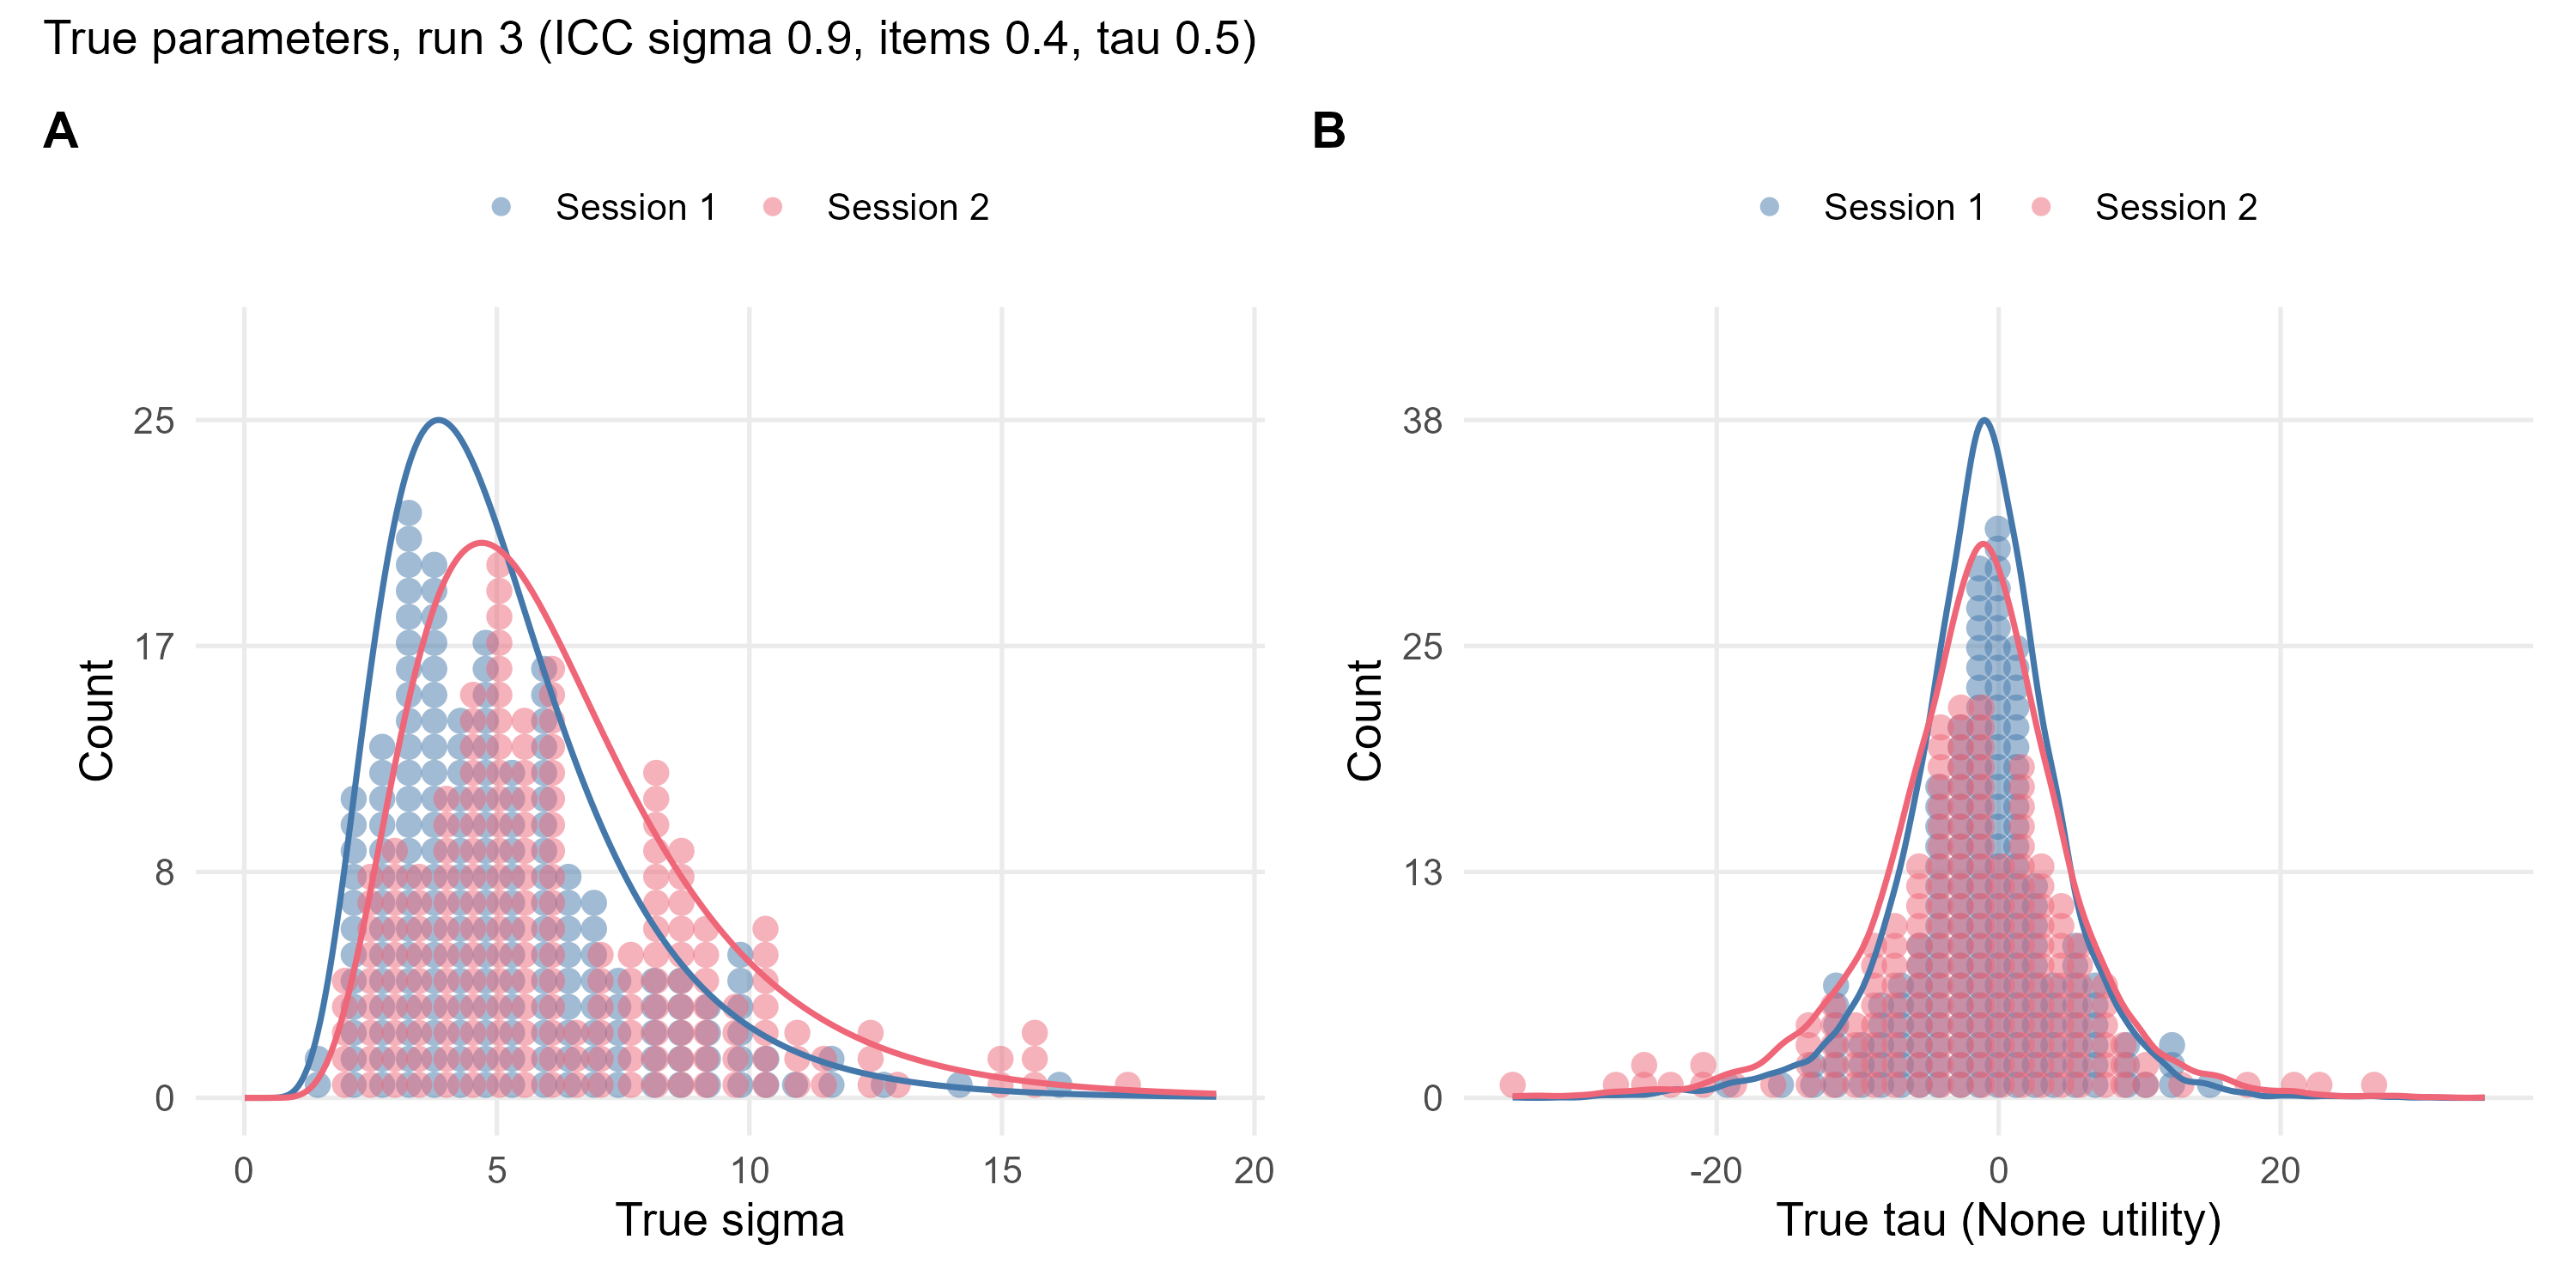 True parameters, run 3 (ICC sigma 0.9, items 0.4, tau 0.5)
A
Session 1
Session 2
25
17
8
0
Count
0
5
10
15
20
True sigma
B
Session 1
Session 2
38
25
13
0
Count
-20
0
20
True tau (None utility)